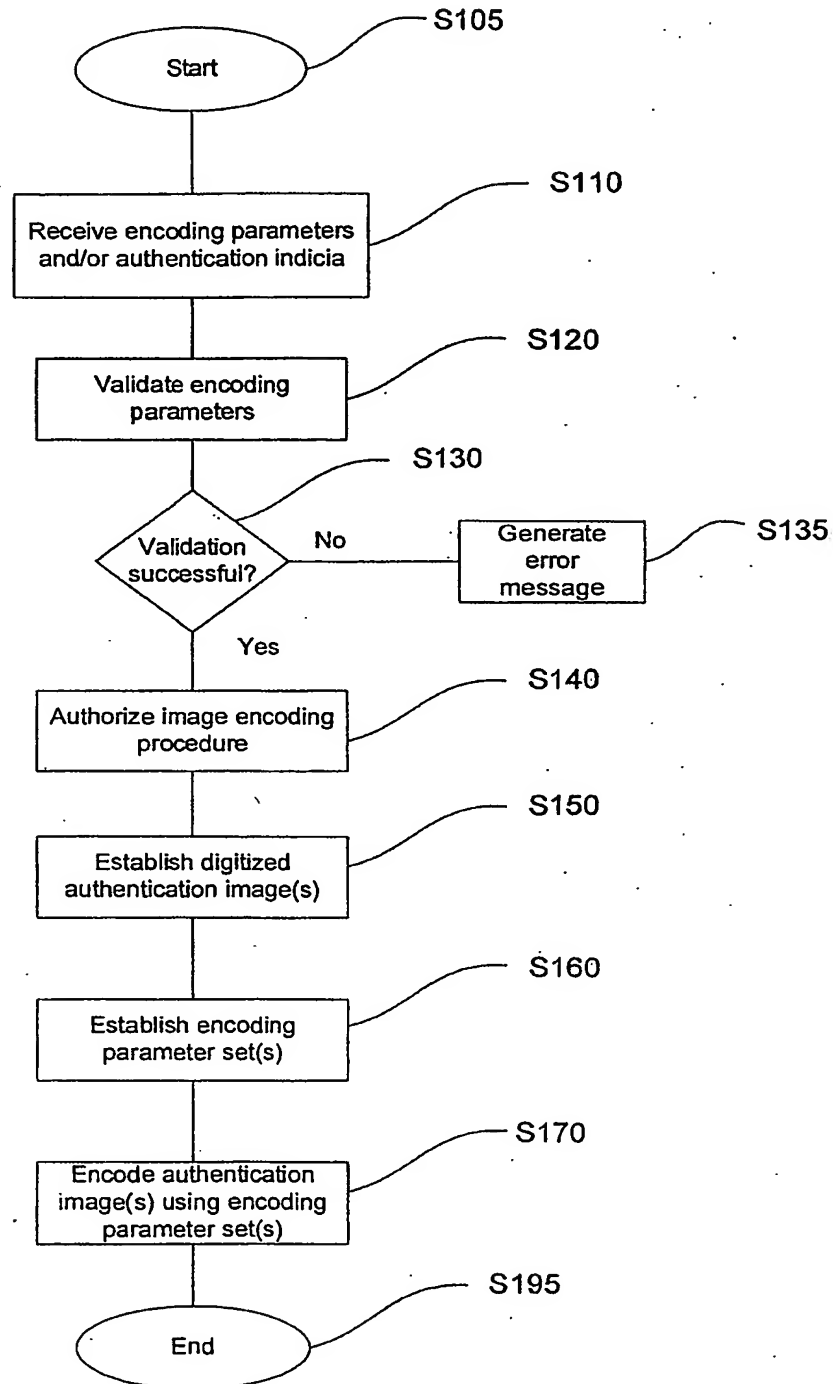 S105
Start
S110
Receive encoding parameters
and/or authentication indicia
S120
Validate encoding
parameters
S130
Validation
successful?
No
Generate
error
message
S135
Yes
S140
Authorize image encoding
procedure
S150
Establish digitized
authentication image(s)
S160
Establish encoding
parameter set(s)
S170
Encode authentication
image(s) using encoding
parameter set(s)
S195
End